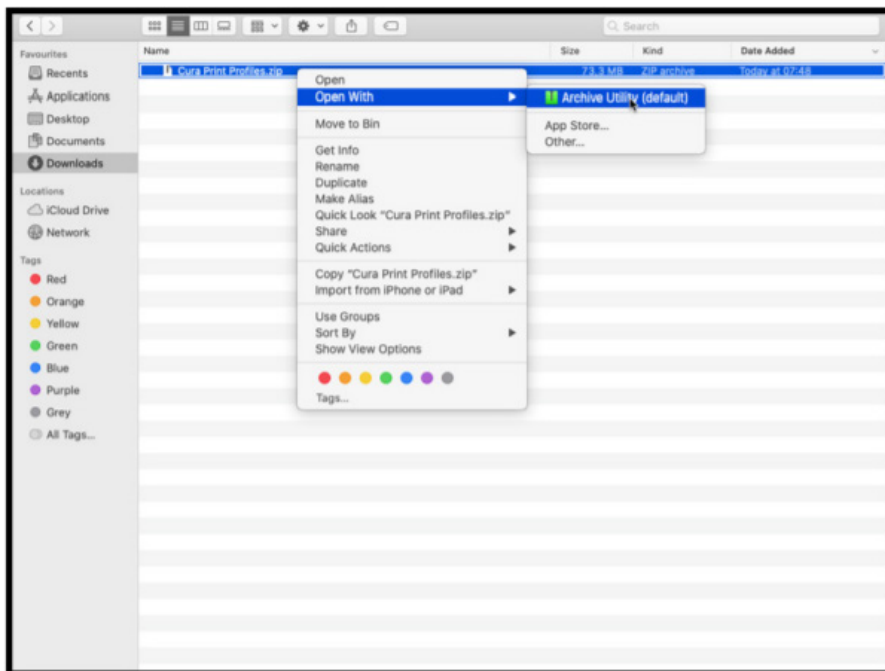 Search
Favourites
Recents
Applications
Desktop
Documents
Downloads
Locations
iCloud Drive
Network
Tags
Red
Orange
Yellow
Green
Blue
Purple
Grey
All Tags...
Name Size Kind Date Added
Cura Print Profiles.zip 73.3 MB ZIP archive Today at 07:48
Open
Open With
Move to Bin
Get Info
Rename
Duplicate
Make Alias
Quick Look "Cura Print Profiles.zip"
Share
Quick Actions
Copy "Cura Print Profiles.zip"
Import from iPhone or iPad
Use Groups
Sort By
Show View Options
Tags...
Archive Utility (default)
App Store...
Other...